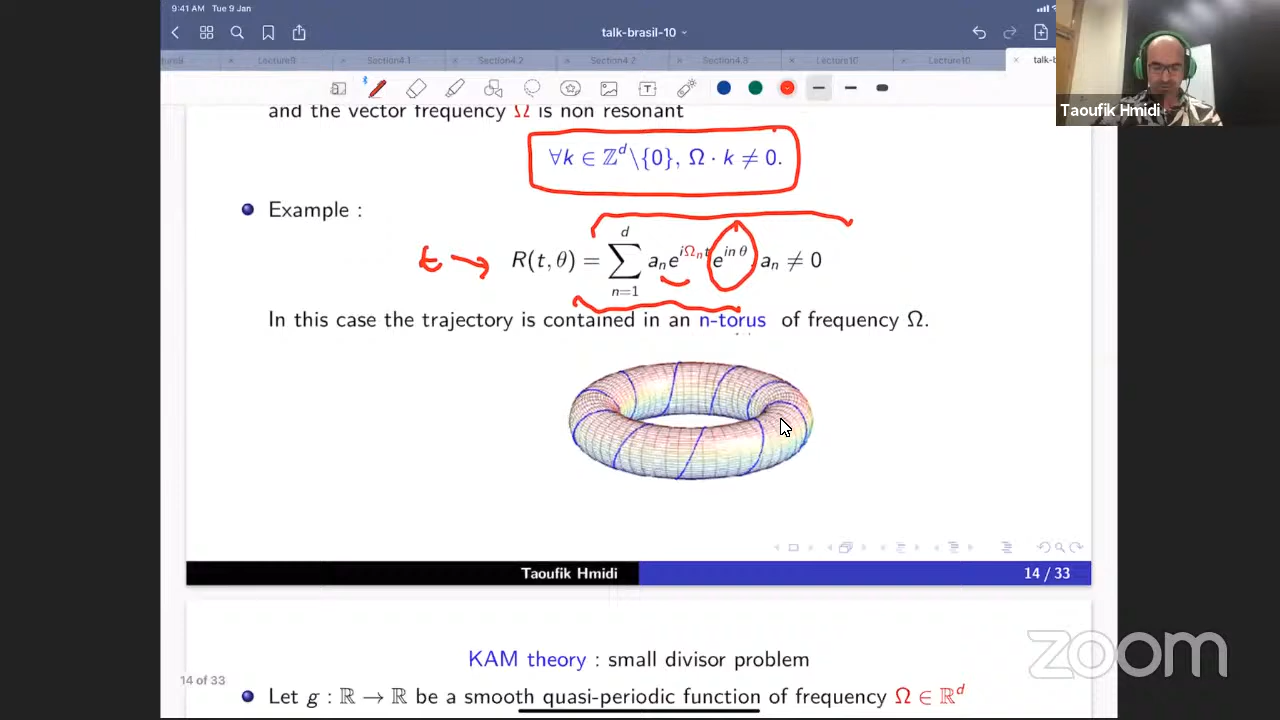 9:41 AM Tue 9 Jan
talk-brasil-10
Lecture9 Section4.1 Section4.2 Section4.2 Section4.3 Lecture10 Lecture10 talk-b
and the vector frequency Ω is non resonant
∀k ∈ ℤ^d\{0}, Ω · k ≠ 0.
Example :
t → R(t, θ) = ∑_{n=1}^{d} a_n e^{iΩ_n t} e^{in θ}, a_n ≠ 0
In this case the trajectory is contained in an n-torus of frequency Ω.
Taoufik Hmidi 14 / 33
KAM theory : small divisor problem
14 of 33
Let g : ℝ → ℝ be a smooth quasi-periodic function of frequency Ω ∈ ℝ^d
Taoufik Hmidi
zoom